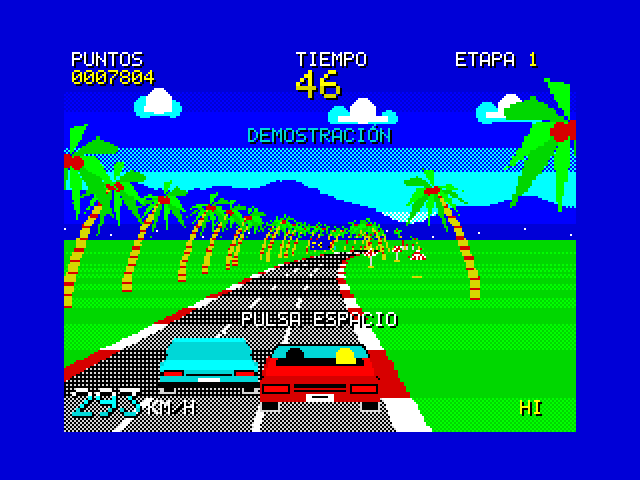 PUNTOS TIEMPO ETAPA 1
0007804 46
DEMOSTRACIÓN
PULSA ESPACIO
293 KM/H HI